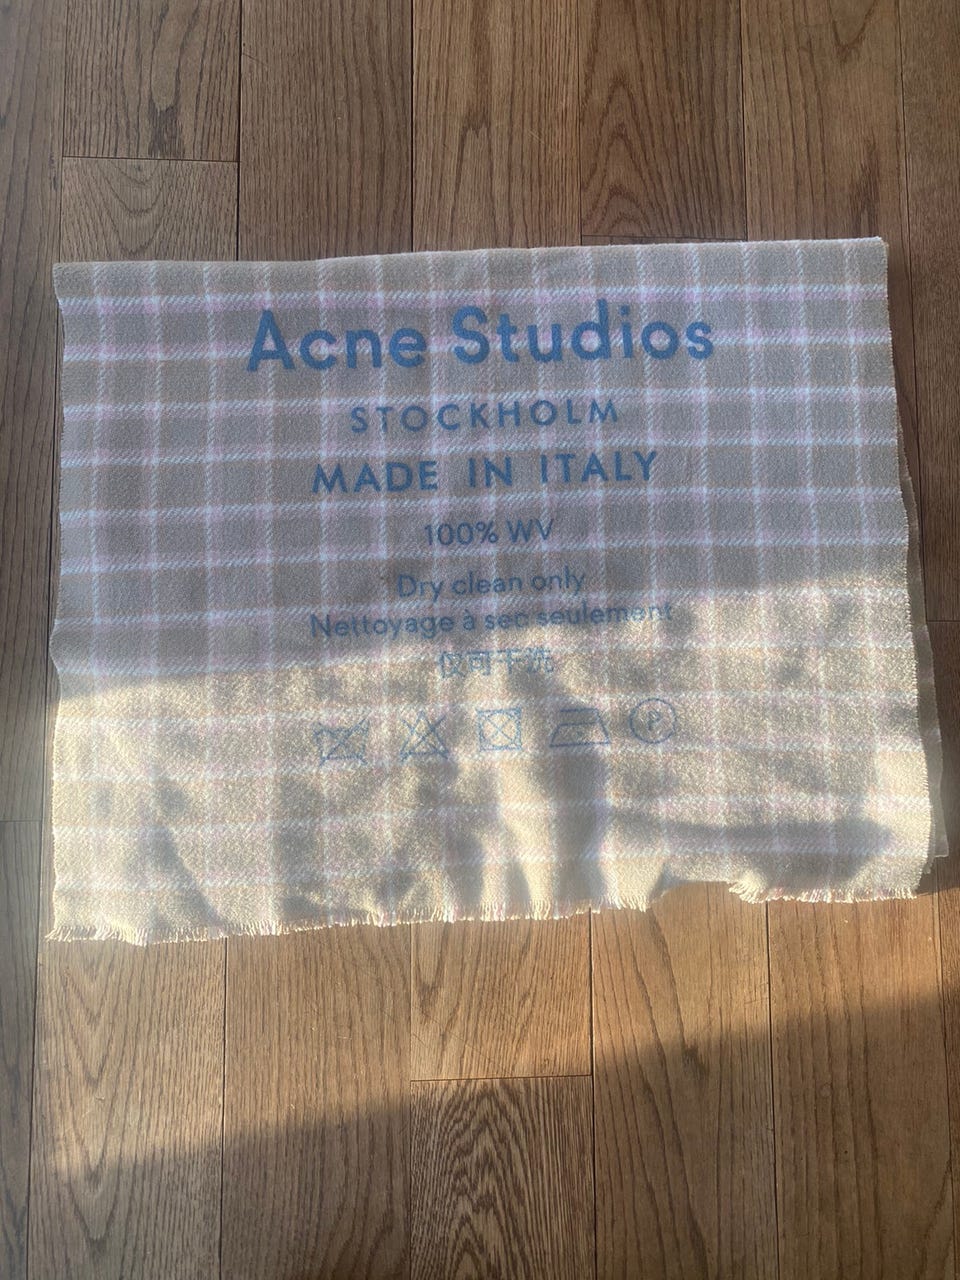 Acne Studios
STOCKHOLM
MADE IN ITALY
100% WV
Dry clean only
Nettoyage à sec seulement
仅可干洗
P